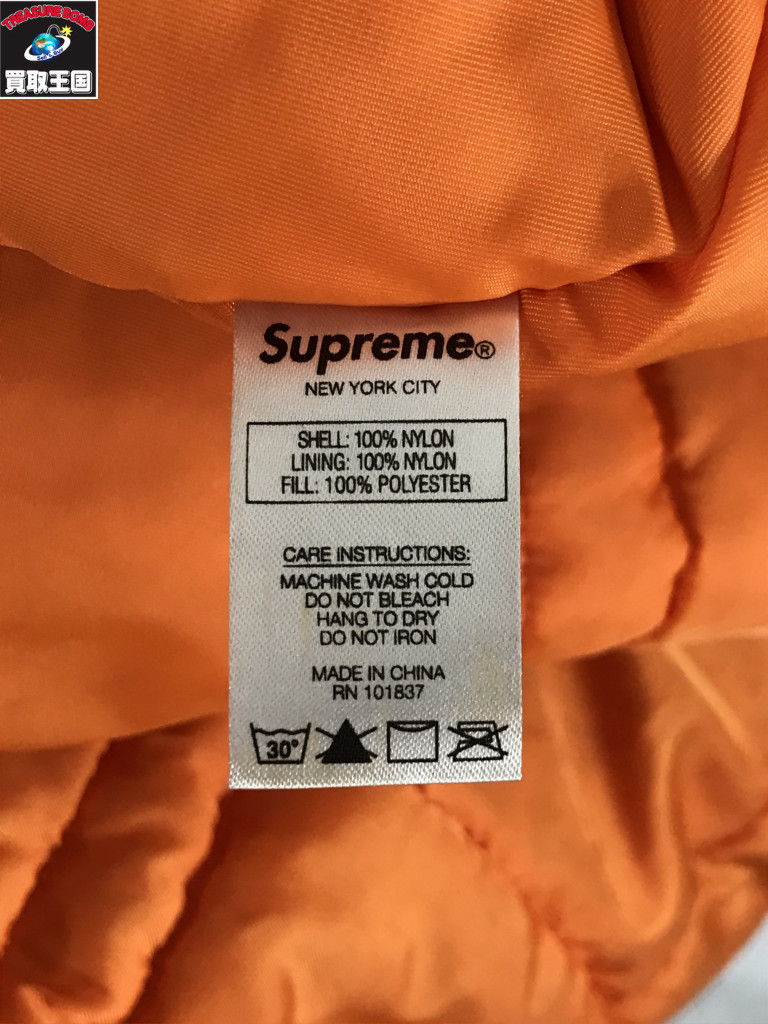 TREASURE BOMB
買取王国
Supreme®
NEW YORK CITY
SHELL: 100% NYLON
LINING: 100% NYLON
FILL: 100% POLYESTER
CARE INSTRUCTIONS:
MACHINE WASH COLD
DO NOT BLEACH
HANG TO DRY
DO NOT IRON
MADE IN CHINA
RN 101837
30°